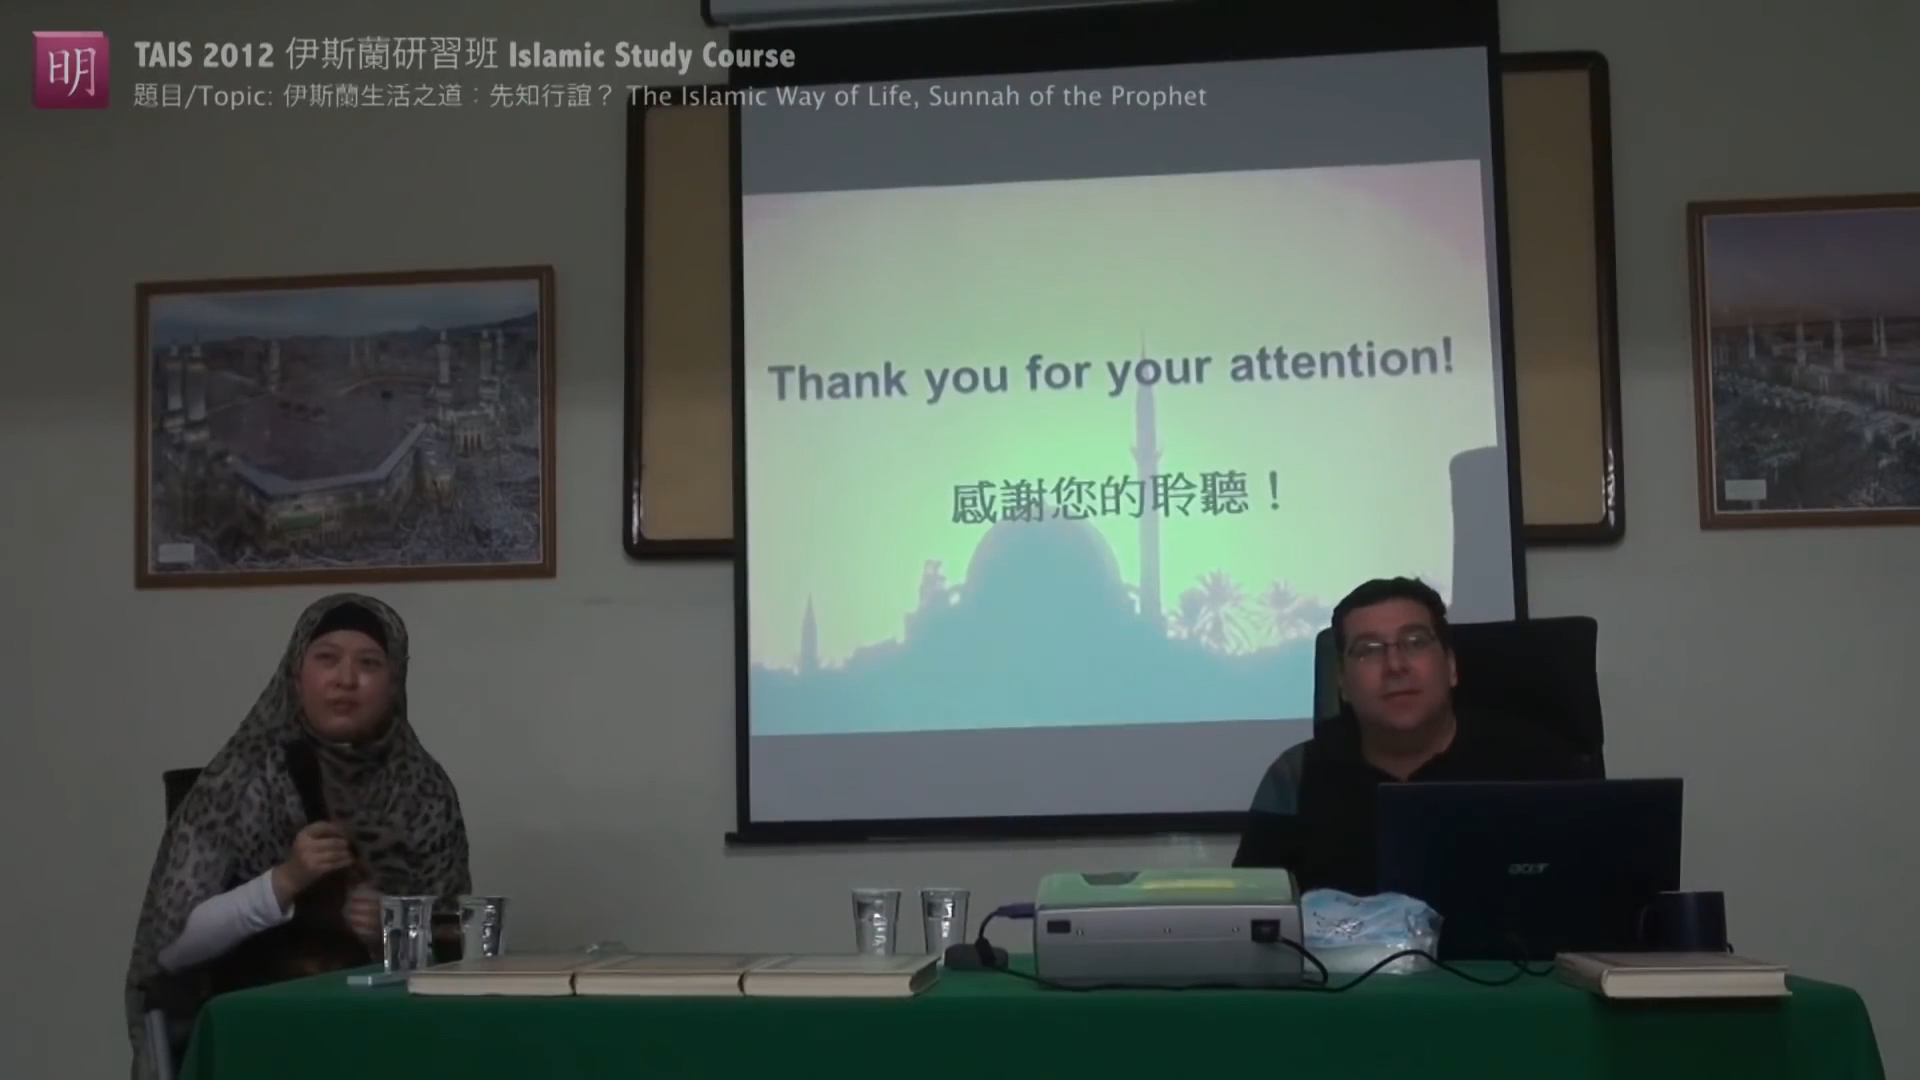 明
TAIS 2012 伊斯蘭研習班 Islamic Study Course
題目/Topic: 伊斯蘭生活之道：先知行誼？ The Islamic Way of Life, Sunnah of the Prophet
Thank you for your attention!
感謝您的聆聽！
acer